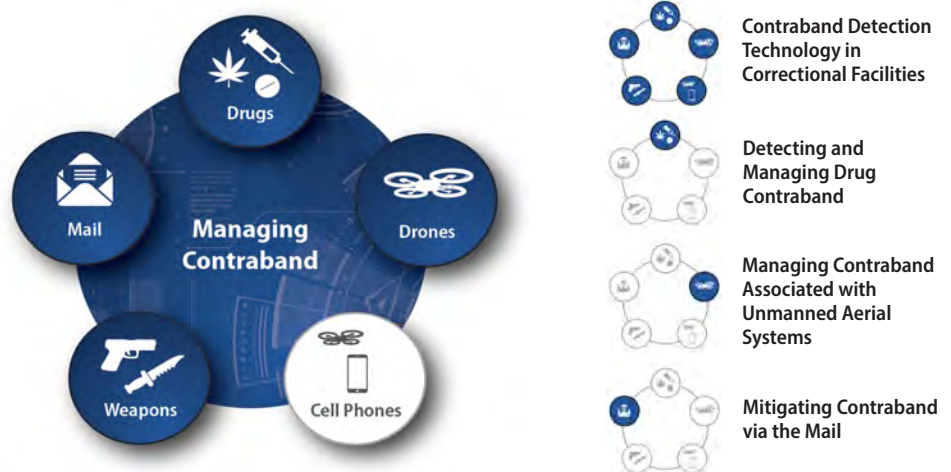 Drugs
Mail
Drones
Managing
Contraband
Weapons
Cell Phones
Contraband Detection
Technology in
Correctional Facilities
Detecting and
Managing Drug
Contraband
Managing Contraband
Associated with
Unmanned Aerial
Systems
Mitigating Contraband
via the Mail